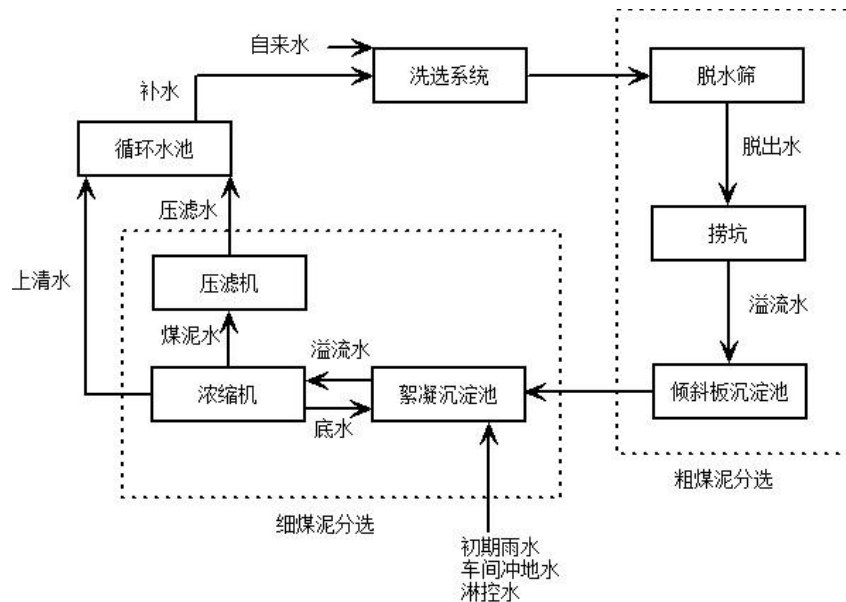 自来水
洗选系统
脱水筛
补水
循环水池
脱出水
压滤水
捞坑
上清水
压滤机
溢流水
煤泥水
溢流水
浓缩机
絮凝沉淀池
倾斜板沉淀池
底水
粗煤泥分选
细煤泥分选
初期雨水
车间冲地水
淋控水